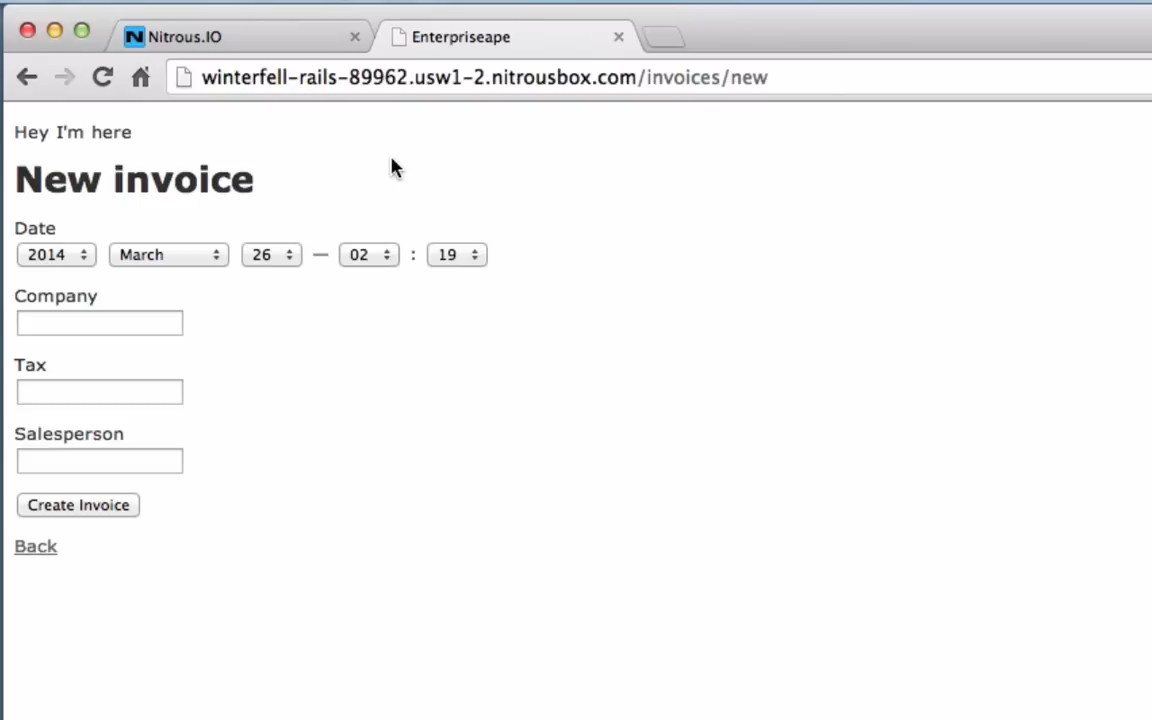 Nitrous.IO
Enterpriseape
winterfell-rails-89962.usw1-2.nitrousbox.com/invoices/new
Hey I'm here
New invoice
Date
2014 March 26 — 02 : 19
Company
Tax
Salesperson
Create Invoice
Back